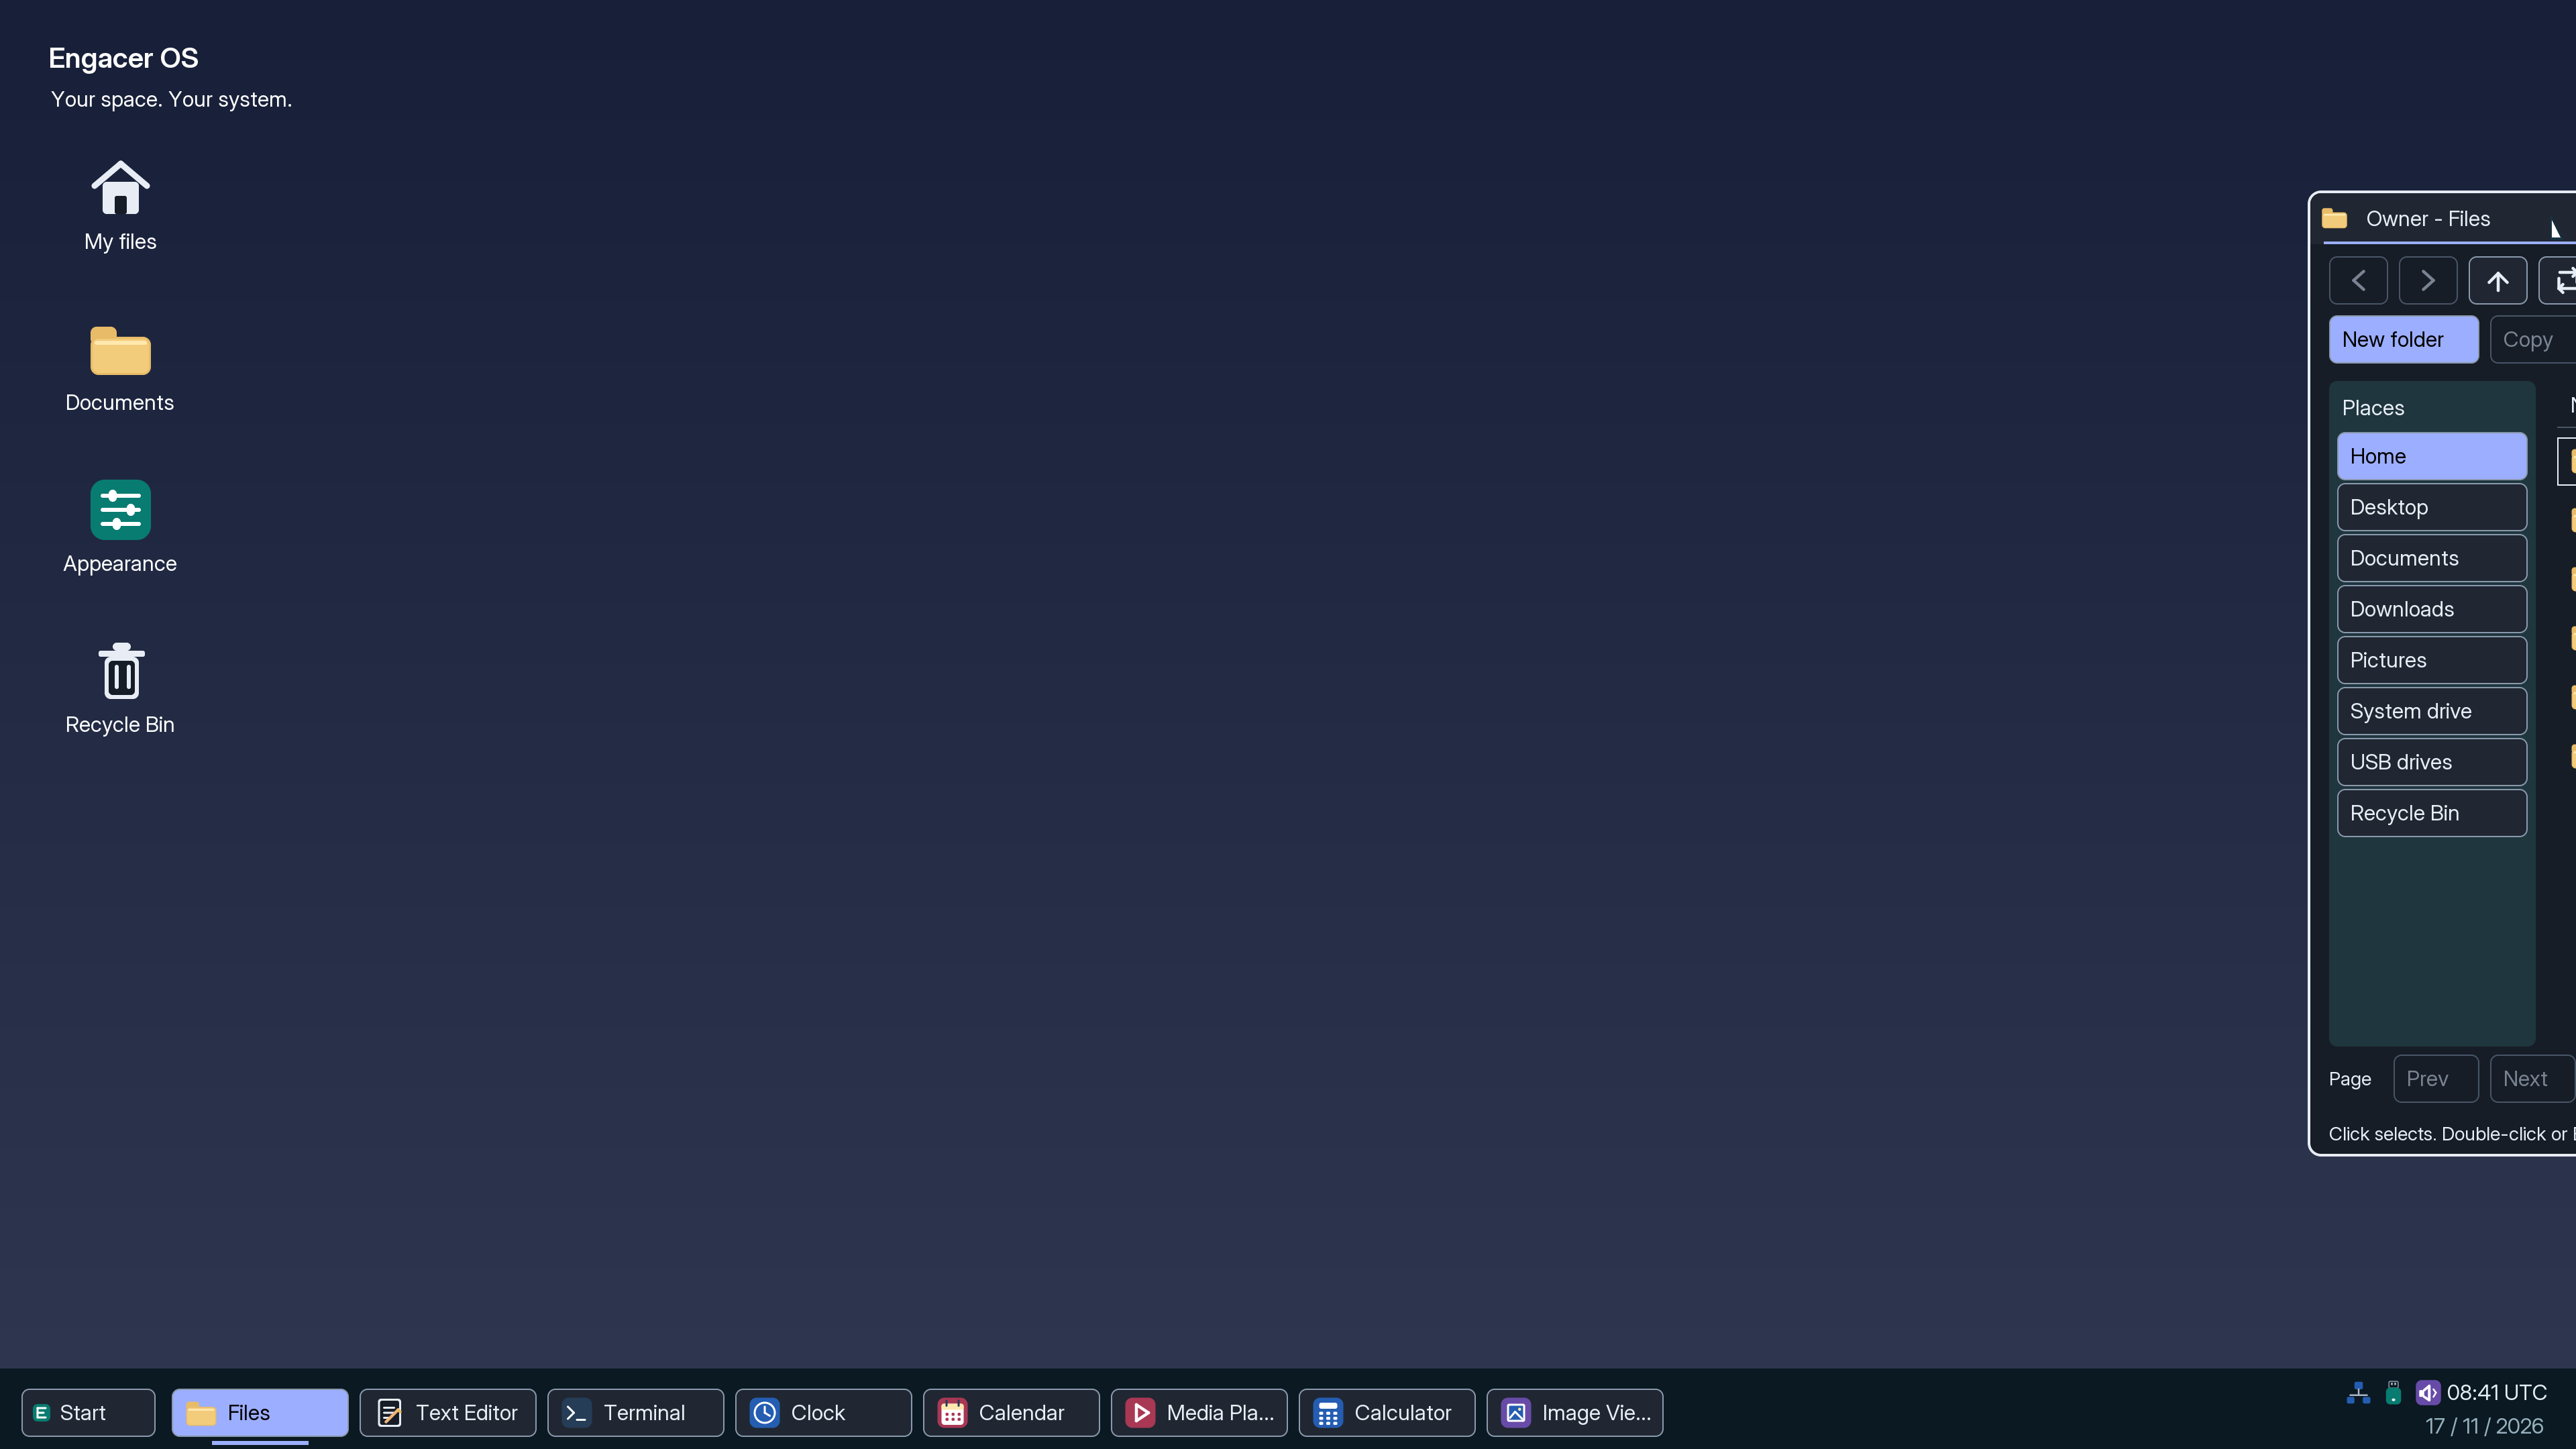 Engacer OS
Your space. Your system.
My files
Documents
Appearance
Recycle Bin
Owner - Files
New folder
Copy
Places
Home
Desktop
Documents
Downloads
Pictures
System drive
USB drives
Recycle Bin
Page
Prev
Next
Click selects. Double-click or
E Start
Files
Text Editor
Terminal
Clock
Calendar
Media Pla...
Calculator
Image Vie...
08:41 UTC
17 / 11 / 2026